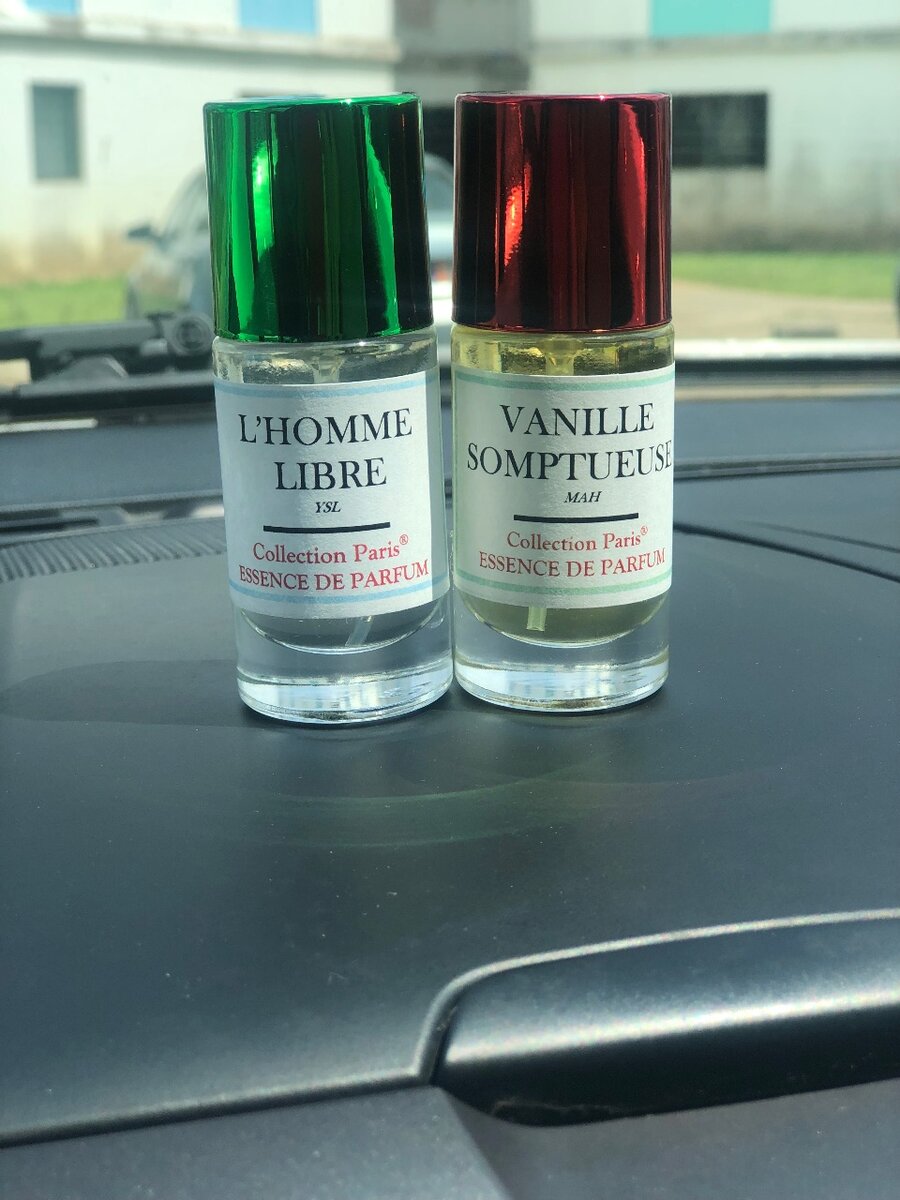 L'HOMME
LIBRE
YSL
Collection Paris®
ESSENCE DE PARFUM
VANILLE
SOMPTUEUSE
MAH
Collection Paris®
ESSENCE DE PARFUM